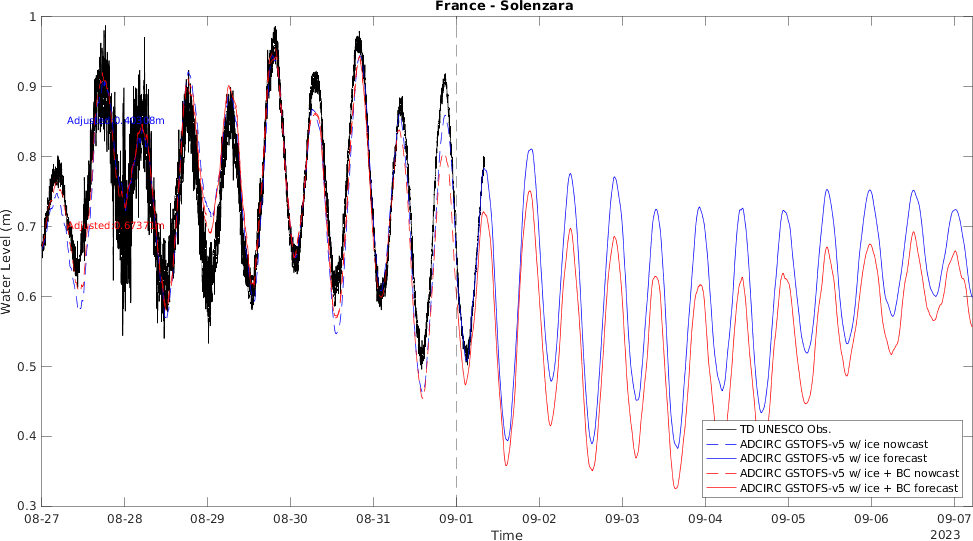 France - Solenzara
Water Level (m)
1
0.9
0.8
0.7
0.6
0.5
0.4
0.3
08-27
08-28
08-29
08-30
08-31
09-01
09-02
09-03
09-04
09-05
09-06
09-07
2023
Time
TD UNESCO Obs.
ADCIRC GSTOFS-v5 w/ ice nowcast
ADCIRC GSTOFS-v5 w/ ice forecast
ADCIRC GSTOFS-v5 w/ ice + BC nowcast
ADCIRC GSTOFS-v5 w/ ice + BC forecast